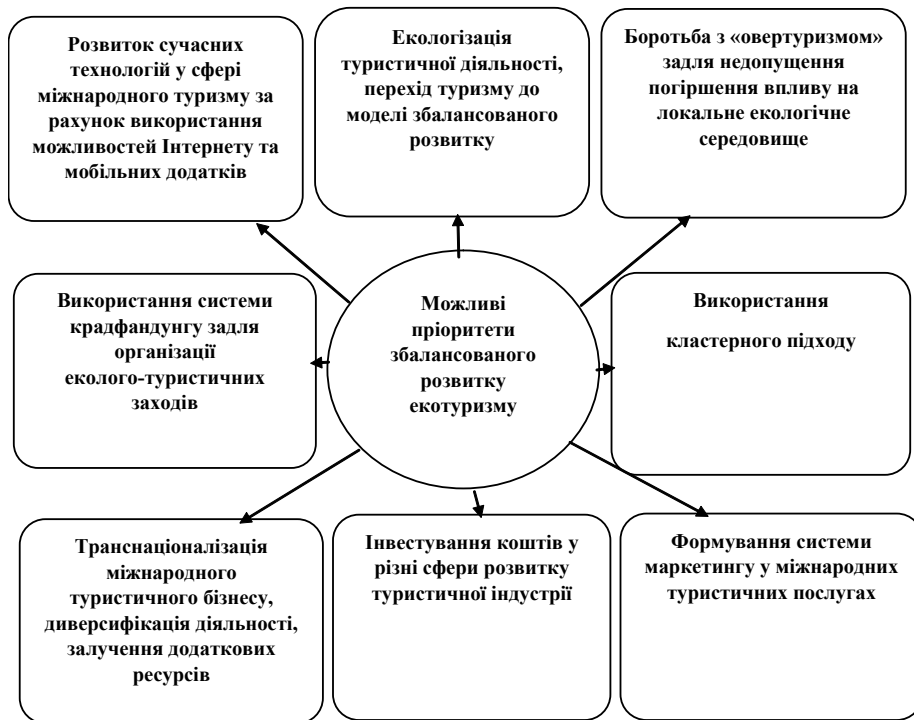 Розвиток сучасних
технологій у сфері
міжнародного туризму за
рахунок використання
можливостей Інтернету та
мобільних додатків
Екологізація
туристичної діяльності,
перехід туризму до
моделі збалансованого
розвитку
Боротьба з «овертуризмом»
задля недопущення
погіршення впливу на
локальне екологічне
середовище
Використання системи
крадфандунгу задля
організації
еколого-туристичних
заходів
Можливі
пріоритети
збалансованого
розвитку
екотуризму
Використання
кластерного підходу
Транснаціоналізація
міжнародного
туристичного бізнесу,
диверсифікація діяльності,
залучення додаткових
ресурсів
Інвестування коштів у
різні сфери розвитку
туристичної індустрії
Формування системи
маркетингу у міжнародних
туристичних послугах